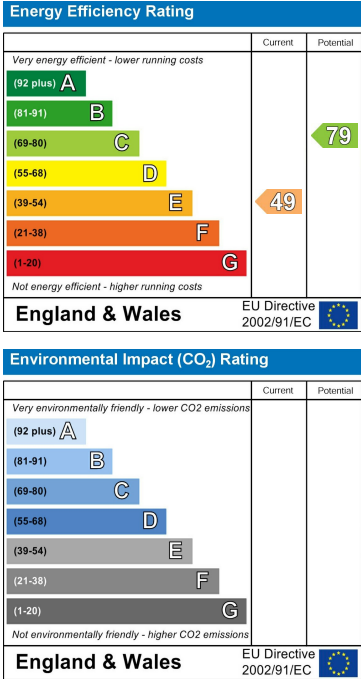 Energy Efficiency Rating
Current Potential
Very energy efficient - lower running costs
(92 plus) A
(81-91) B
(69-80) C
79
(55-68) D
(39-54) E
49
(21-38) F
(1-20) G
Not energy efficient - higher running costs
England & Wales
EU Directive
2002/91/EC
Environmental Impact (CO₂) Rating
Current Potential
Very environmentally friendly - lower CO2 emissions
(92 plus) A
(81-91) B
(69-80) C
(55-68) D
(39-54) E
(21-38) F
(1-20) G
Not environmentally friendly - higher CO2 emissions
England & Wales
EU Directive
2002/91/EC